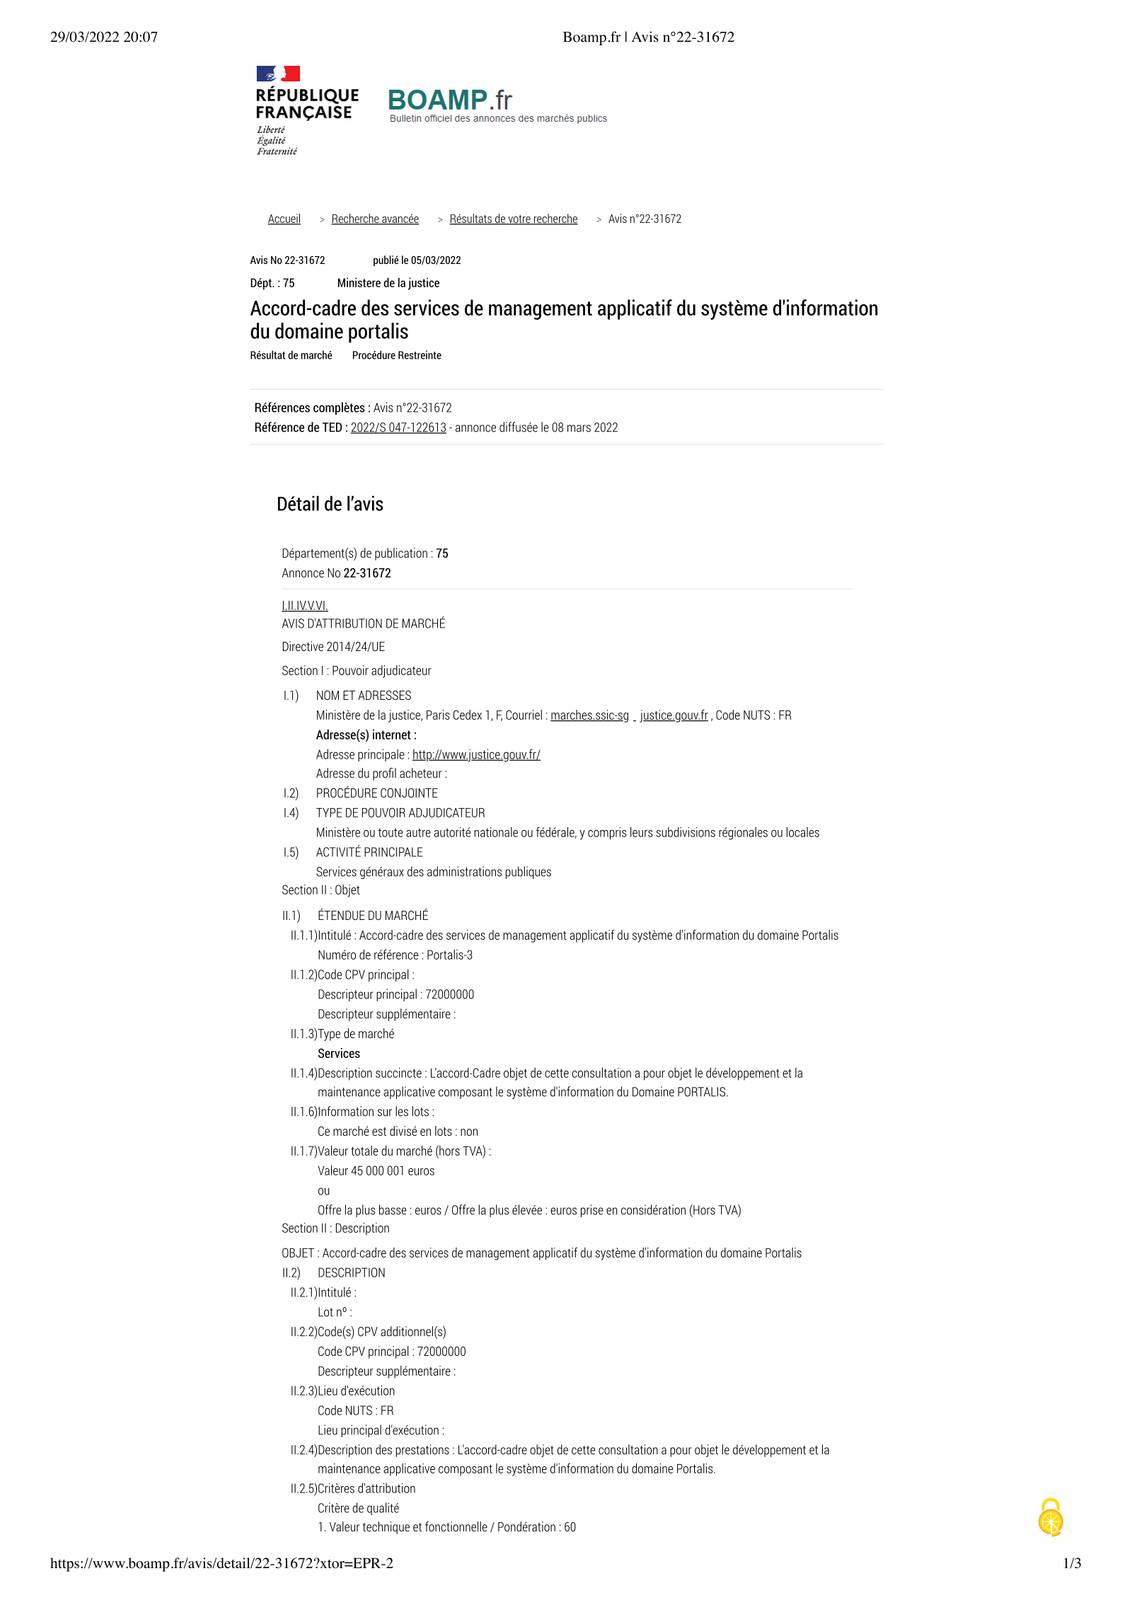 29/03/2022 20:07
Boamp.fr | Avis n°22-31672
RÉPUBLIQUE
FRANÇAISE
Liberté
Égalité
Fraternité
BOAMP.fr
Bulletin officiel des annonces des marchés publics
Accueil > Recherche avancée > Résultats de votre recherche > Avis n°22-31672
Avis No 22-31672 publié le 05/03/2022
Dépt. : 75 Ministere de la justice
Accord-cadre des services de management applicatif du système d'information
du domaine portalis
Résultat de marché Procédure Restreinte
Références complètes : Avis n°22-31672
Référence de TED : 2022/S 047-122613 - annonce diffusée le 08 mars 2022
Détail de l'avis
Département(s) de publication : 75
Annonce No 22-31672
I.II.IV.V.VI.
AVIS D'ATTRIBUTION DE MARCHÉ
Directive 2014/24/UE
Section I : Pouvoir adjudicateur
I.1) NOM ET ADRESSES
Ministère de la justice, Paris Cedex 1, F, Courriel : marches.ssic-sg justice.gouv.fr , Code NUTS : FR
Adresse(s) internet :
Adresse principale : http://www.justice.gouv.fr/
Adresse du profil acheteur :
I.2) PROCÉDURE CONJOINTE
I.4) TYPE DE POUVOIR ADJUDICATEUR
Ministère ou toute autre autorité nationale ou fédérale, y compris leurs subdivisions régionales ou locales
I.5) ACTIVITÉ PRINCIPALE
Services généraux des administrations publiques
Section II : Objet
II.1) ÉTENDUE DU MARCHÉ
II.1.1)Intitulé : Accord-cadre des services de management applicatif du système d'information du domaine Portalis
Numéro de référence : Portalis-3
II.1.2)Code CPV principal :
Descripteur principal : 72000000
Descripteur supplémentaire :
II.1.3)Type de marché
Services
II.1.4)Description succincte : L'accord-Cadre objet de cette consultation a pour objet le développement et la
maintenance applicative composant le système d'information du Domaine PORTALIS.
II.1.6)Information sur les lots :
Ce marché est divisé en lots : non
II.1.7)Valeur totale du marché (hors TVA) :
Valeur 45 000 001 euros
ou
Offre la plus basse : euros / Offre la plus élevée : euros prise en considération (Hors TVA)
Section II : Description
OBJET : Accord-cadre des services de management applicatif du système d'information du domaine Portalis
II.2) DESCRIPTION
II.2.1)Intitulé :
Lot nº :
II.2.2)Code(s) CPV additionnel(s)
Code CPV principal : 72000000
Descripteur supplémentaire :
II.2.3)Lieu d'exécution
Code NUTS : FR
Lieu principal d'exécution :
II.2.4)Description des prestations : L'accord-cadre objet de cette consultation a pour objet le développement et la
maintenance applicative composant le système d'information du domaine Portalis.
II.2.5)Critères d'attribution
Critère de qualité
1. Valeur technique et fonctionnelle / Pondération : 60
https://www.boamp.fr/avis/detail/22-31672?xtor=EPR-2
1/3